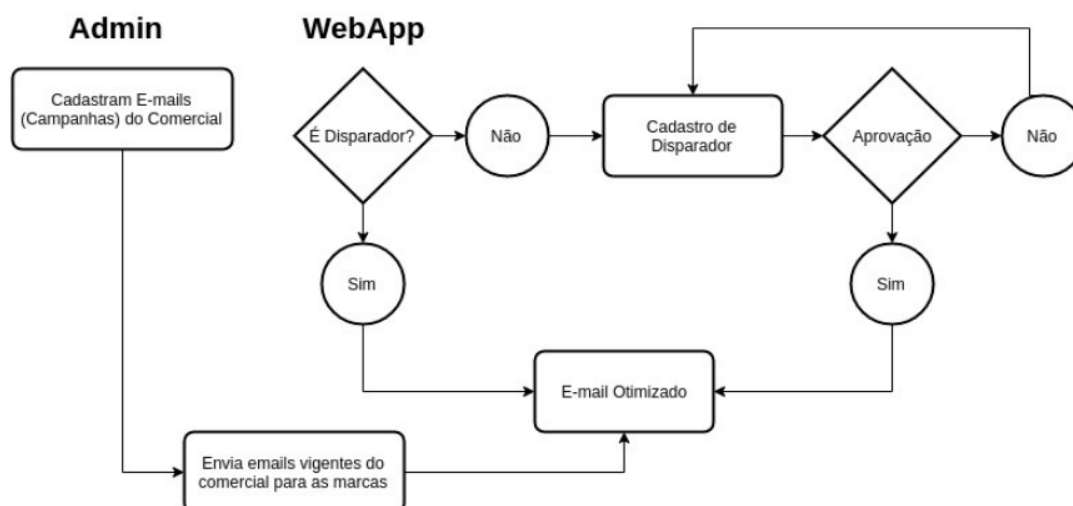 Admin
WebApp
Cadastram E-mails
(Campanhas) do Comercial
É Disparador?
Não
Cadastro de
Disparador
Aprovação
Não
Sim
Sim
E-mail Otimizado
Envia emails vigentes do
comercial para as marcas